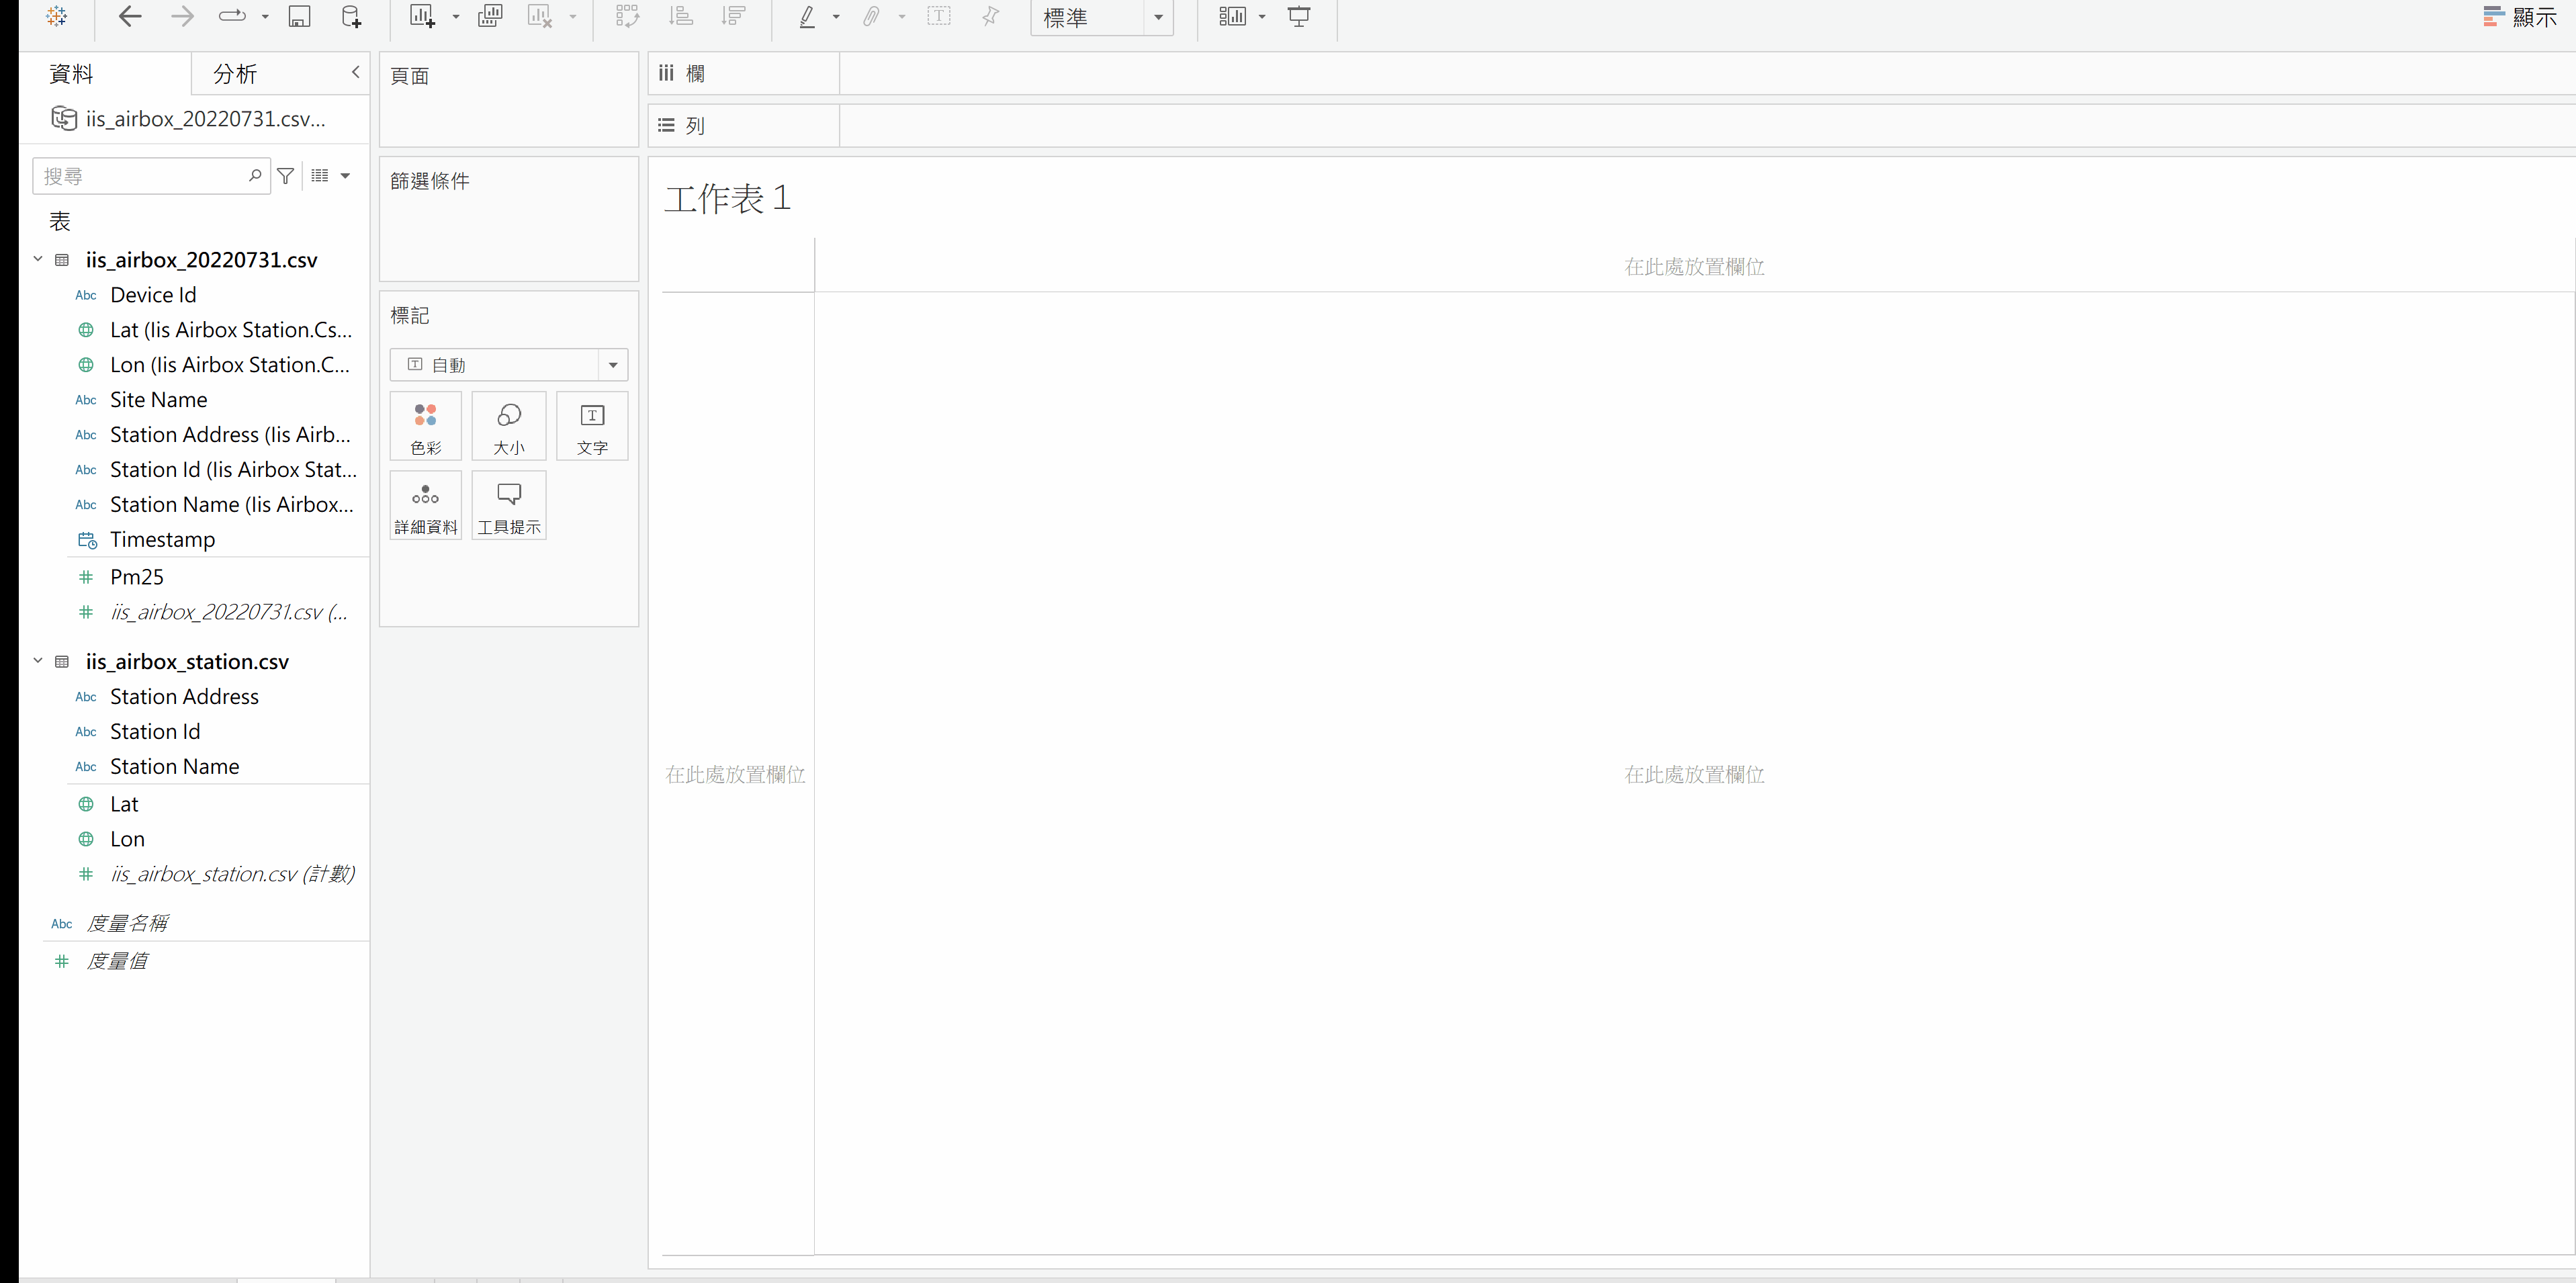 標準
顯示
資料
分析
iis_airbox_20220731.csv...
搜尋
表
iis_airbox_20220731.csv
Abc Device Id
Lat (Iis Airbox Station.Cs...
Lon (Iis Airbox Station.C...
Abc Site Name
Abc Station Address (Iis Airb...
Abc Station Id (Iis Airbox Stat...
Abc Station Name (Iis Airbox...
Timestamp
# Pm25
# iis_airbox_20220731.csv (...
iis_airbox_station.csv
Abc Station Address
Abc Station Id
Abc Station Name
Lat
Lon
# iis_airbox_station.csv (計數)
Abc 度量名稱
# 度量值
頁面
篩選條件
標記
T 自動
色彩
大小
T
文字
詳細資料
工具提示
欄
列
工作表 1
在此處放置欄位
在此處放置欄位
在此處放置欄位